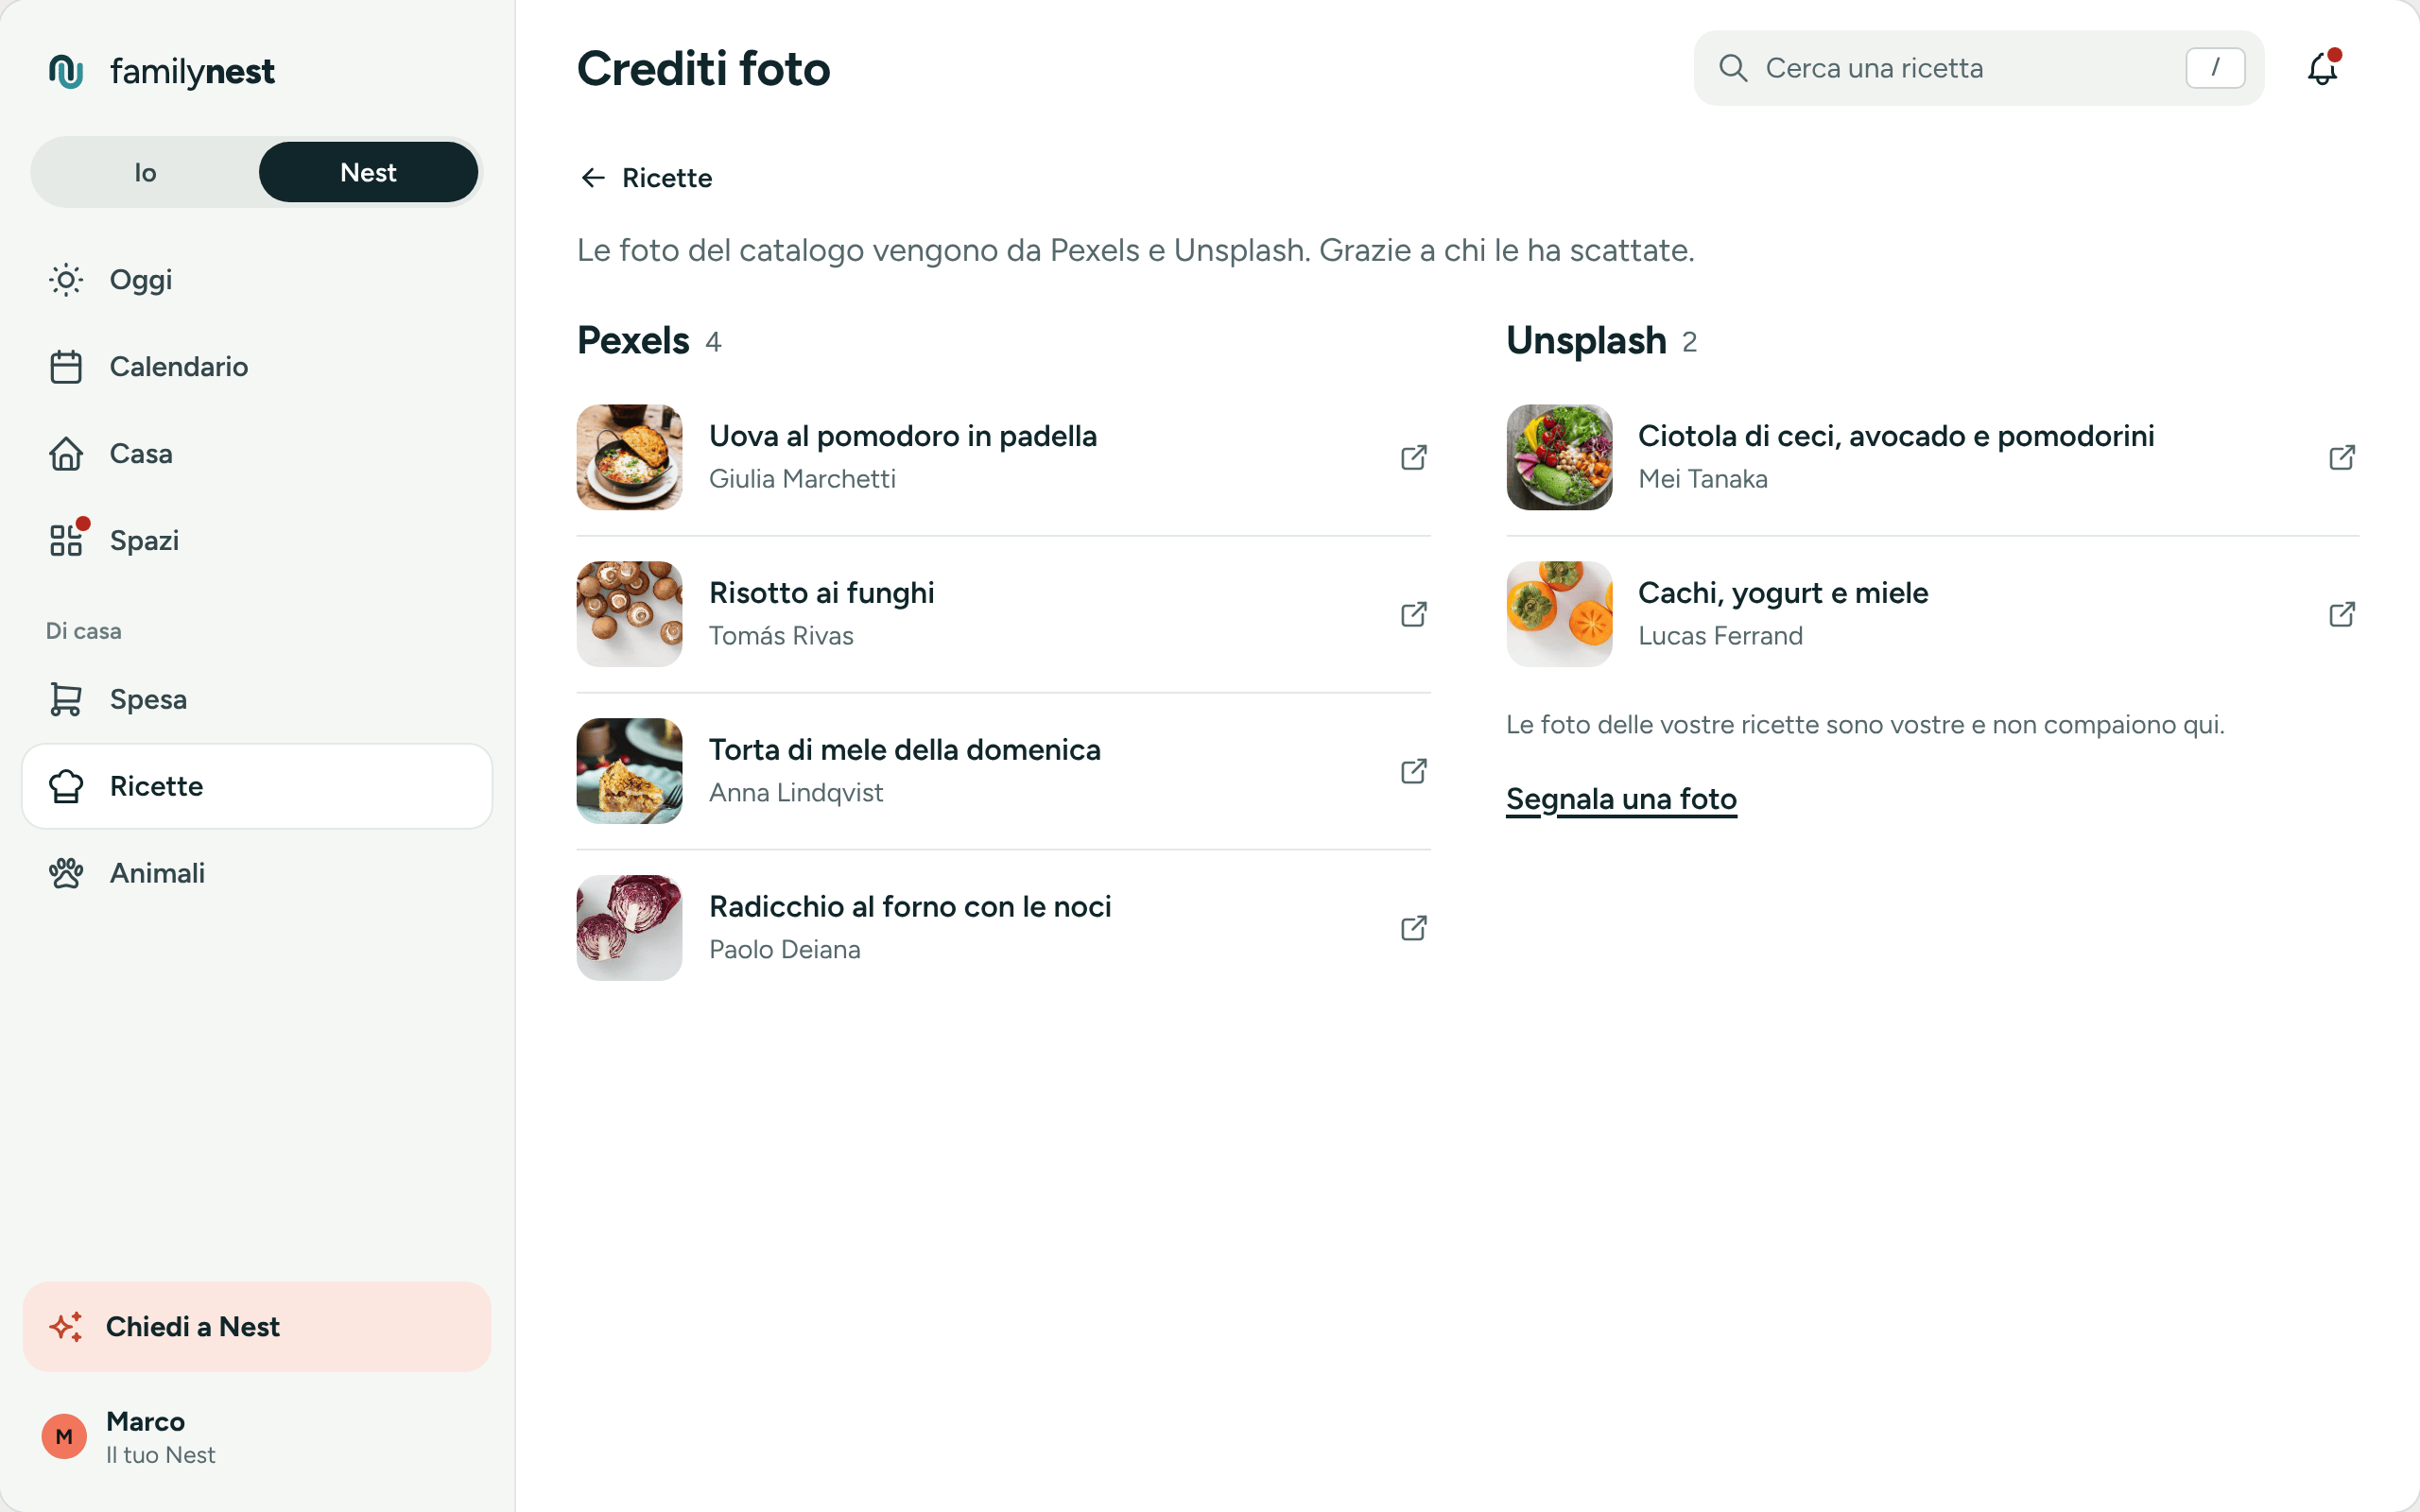 familynest
Io
Nest
Oggi
Calendario
Casa
Spazi
Di casa
Spesa
Ricette
Animali
Chiedi a Nest
M
Marco
Il tuo Nest
Crediti foto
Cerca una ricetta
/
Ricette
Le foto del catalogo vengono da Pexels e Unsplash. Grazie a chi le ha scattate.
Pexels 4
Uova al pomodoro in padella
Giulia Marchetti
Risotto ai funghi
Tomás Rivas
Torta di mele della domenica
Anna Lindqvist
Radicchio al forno con le noci
Paolo Deiana
Unsplash 2
Ciotola di ceci, avocado e pomodorini
Mei Tanaka
Cachi, yogurt e miele
Lucas Ferrand
Le foto delle vostre ricette sono vostre e non compaiono qui.
Segnala una foto